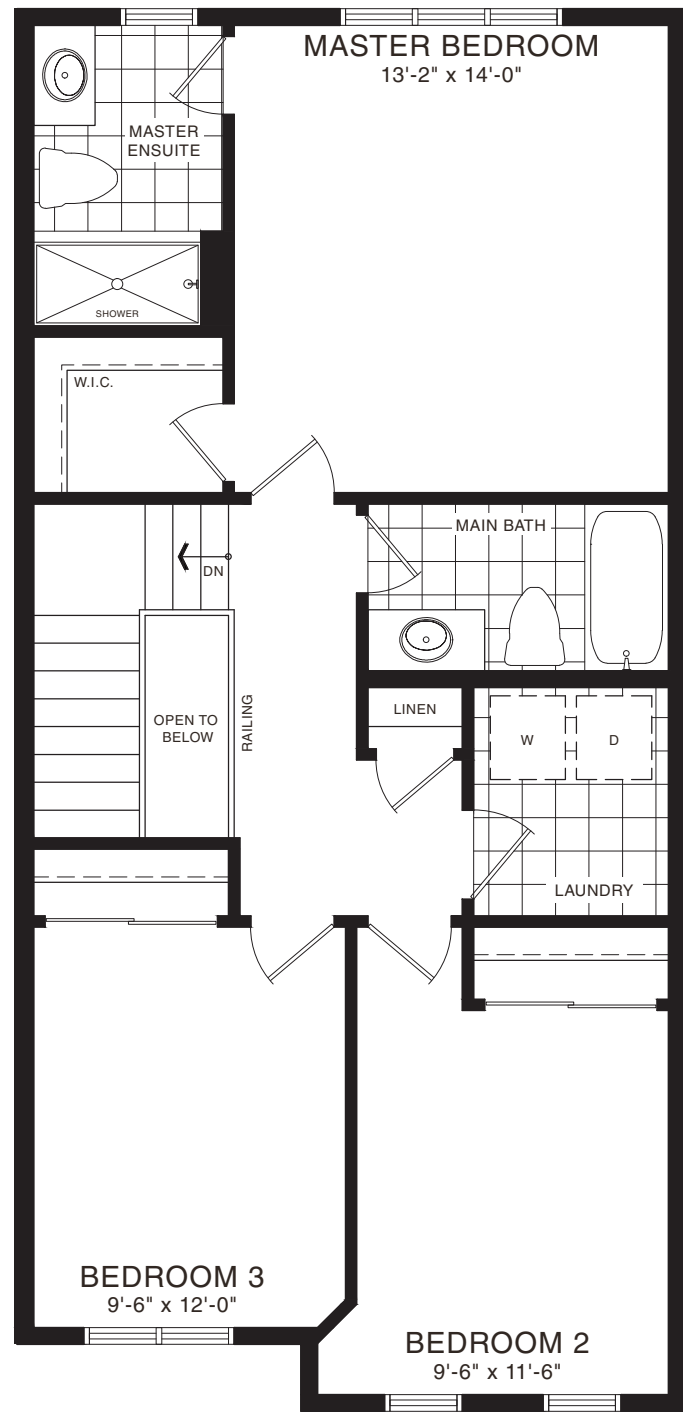 MASTER BEDROOM
13'-2" x 14'-0"
MASTER
ENSUITE
SHOWER
W.I.C.
MAIN BATH
DN
OPEN TO
BELOW
RAILING
LINEN
W
D
LAUNDRY
BEDROOM 3
9'-6" x 12'-0"
BEDROOM 2
9'-6" x 11'-6"